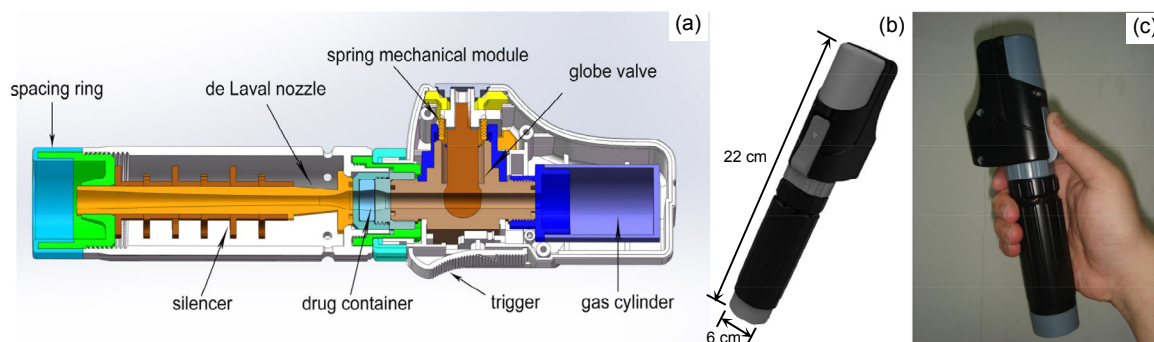 (a)
spring mechanical module
globe valve
de Laval nozzle
spacing ring
silencer
drug container
trigger
gas cylinder
(b)
22 cm
6 cm
(c)